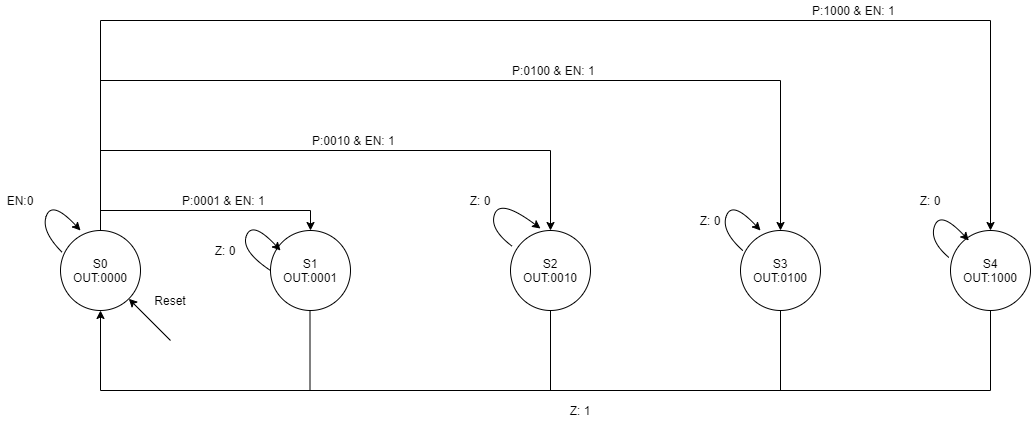 P:1000 & EN: 1
P:0100 & EN: 1
P:0010 & EN: 1
P:0001 & EN: 1
EN:0
Z: 0
Z: 0
Z: 0
Z: 0
S0
OUT:0000
S1
OUT:0001
S2
OUT:0010
S3
OUT:0100
S4
OUT:1000
Reset
Z: 1